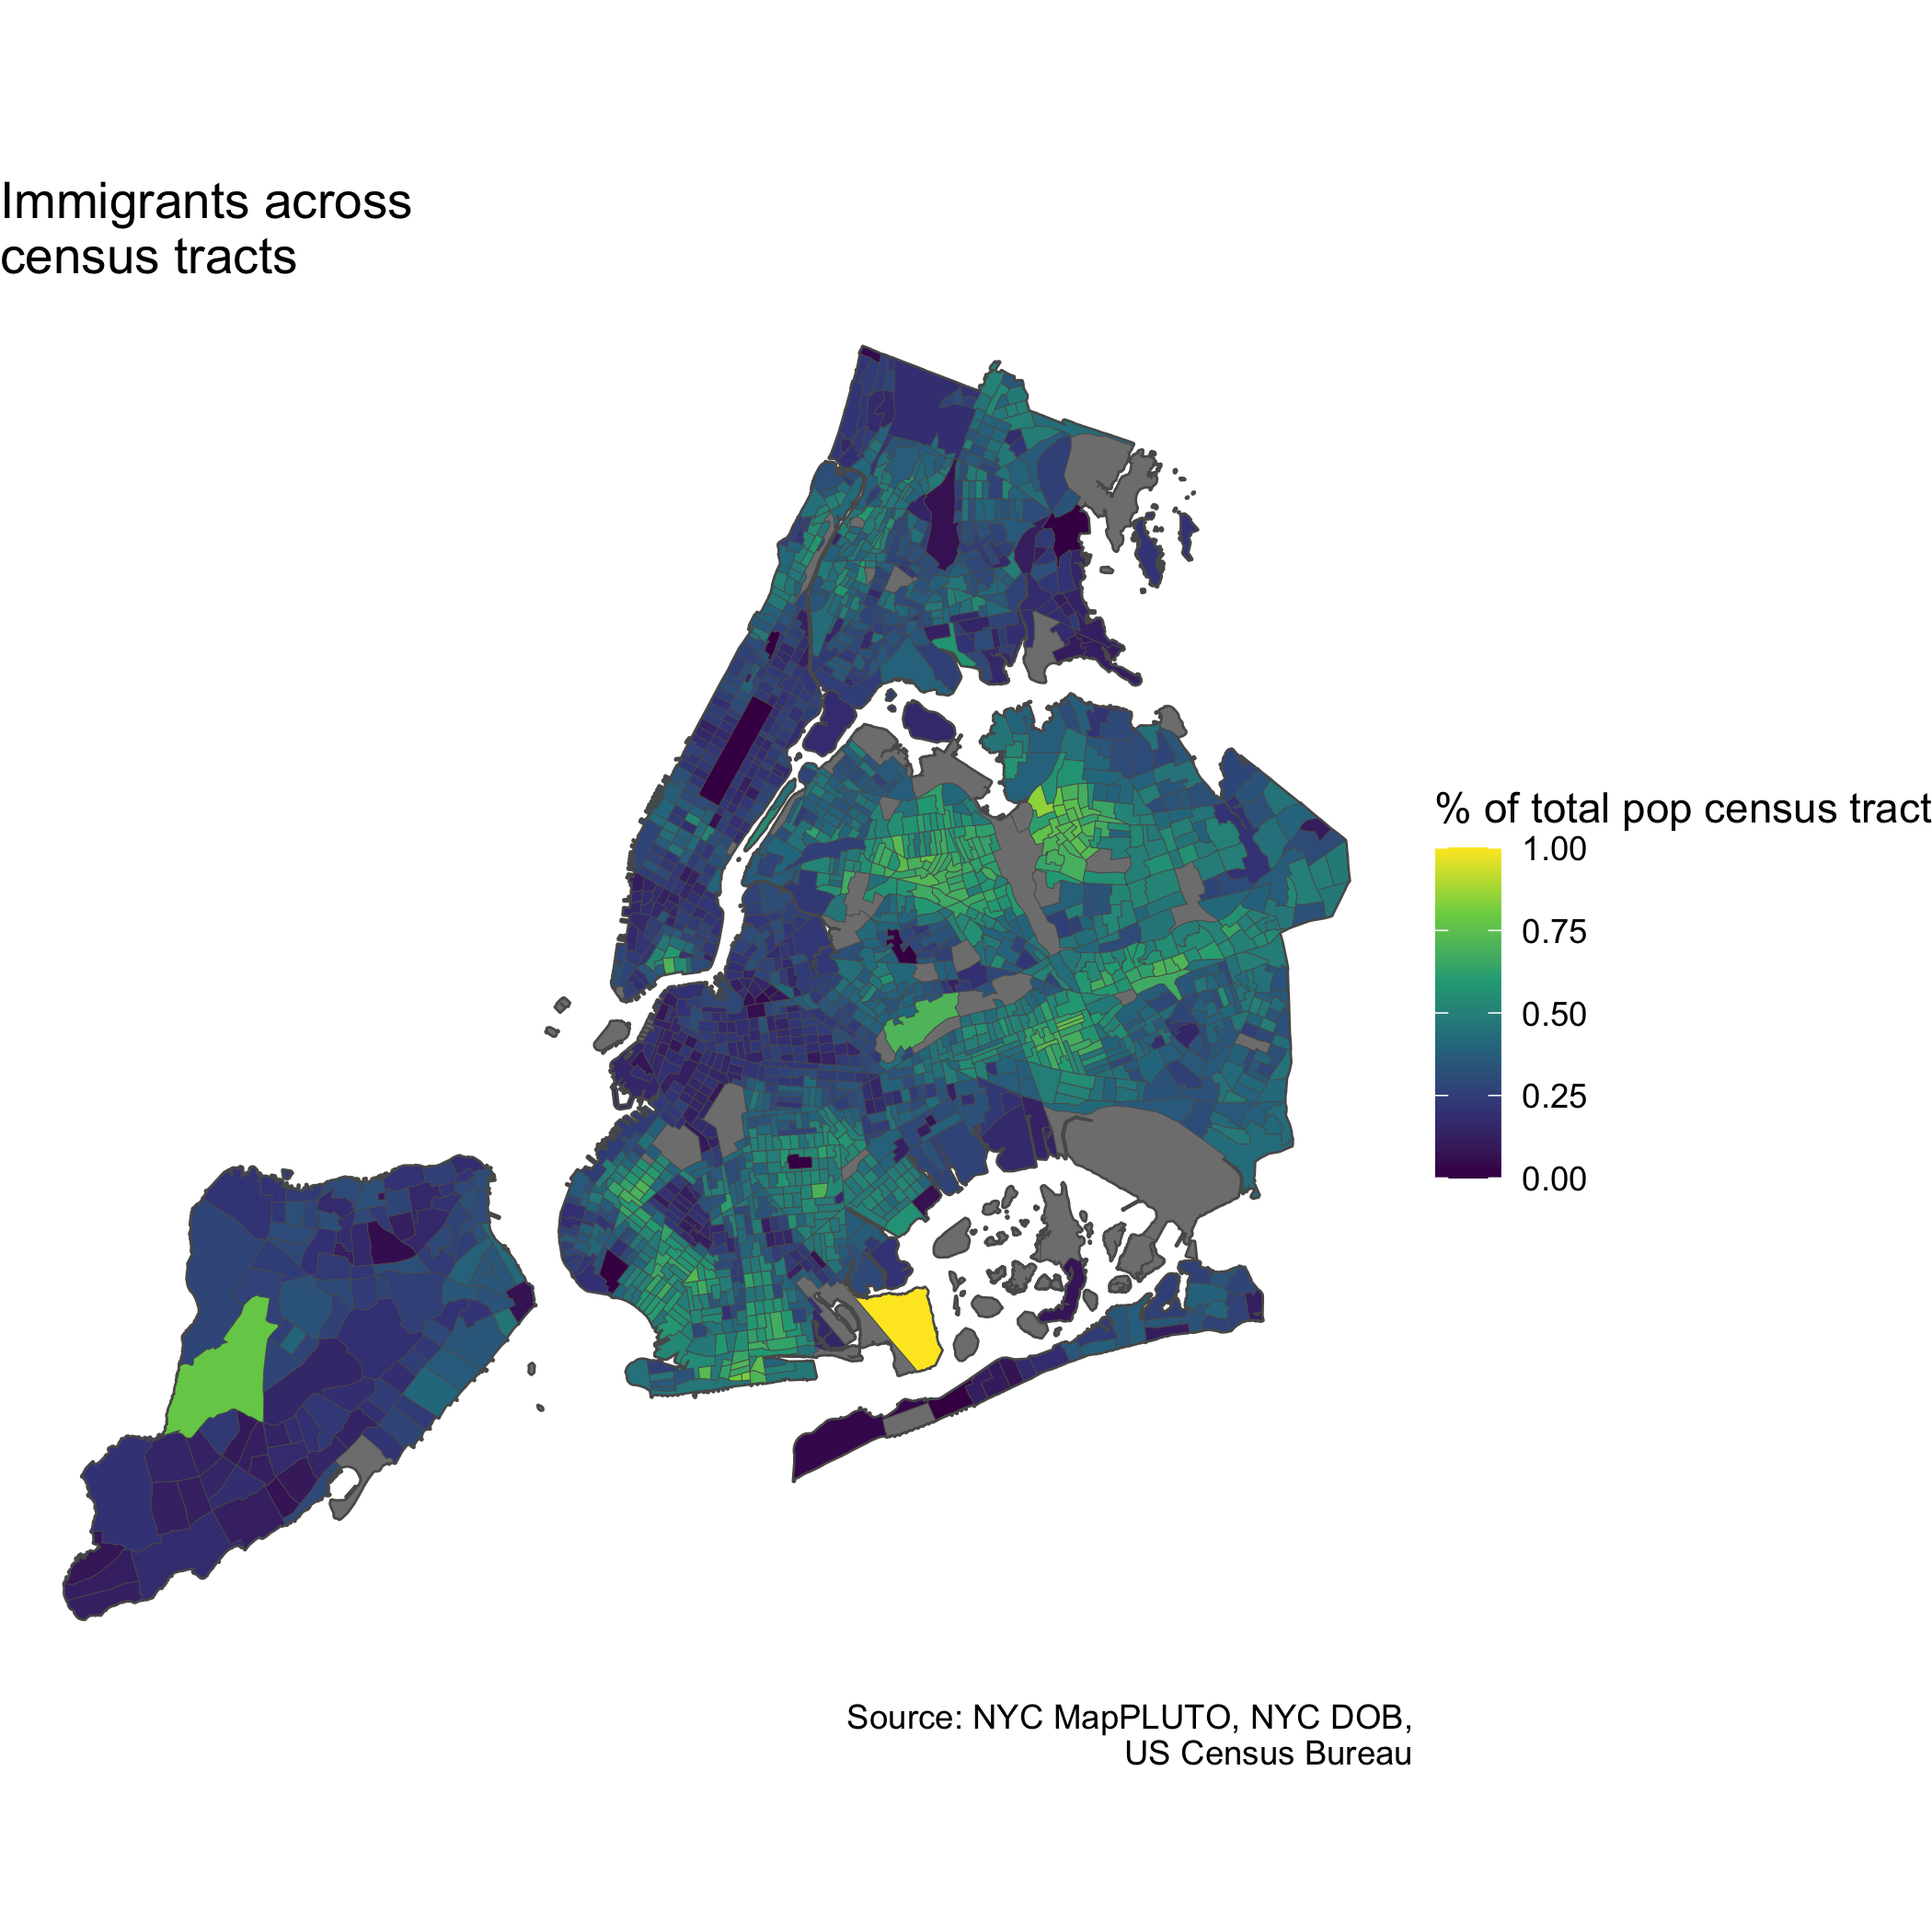 Immigrants across
census tracts
% of total pop census tract
1.00
0.75
0.50
0.25
0.00
Source: NYC MapPLUTO, NYC DOB,
US Census Bureau